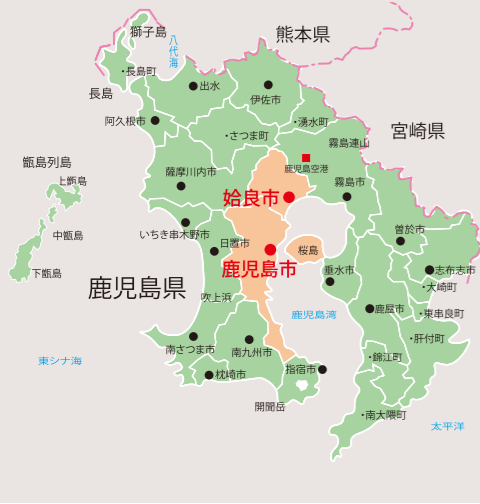 獅子島
八代海
熊本県
・長島町
長島
出水
伊佐市
阿久根市
・湧水町
・さつま町
宮崎県
霧島連山
甑島列島
上甑島
薩摩川内市
鹿児島空港
霧島市
姶良市
中甑島
いちき串木野市
日置市
曽於市
桜島
下甑島
鹿児島市
垂水市
志布志市
鹿児島県
・大崎町
吹上浜
鹿児島湾
鹿屋市
・東串良町
・肝付町
南さつま市
南九州市
東シナ海
・錦江町
枕崎市
指宿市
開聞岳
・南大隈町
太平洋